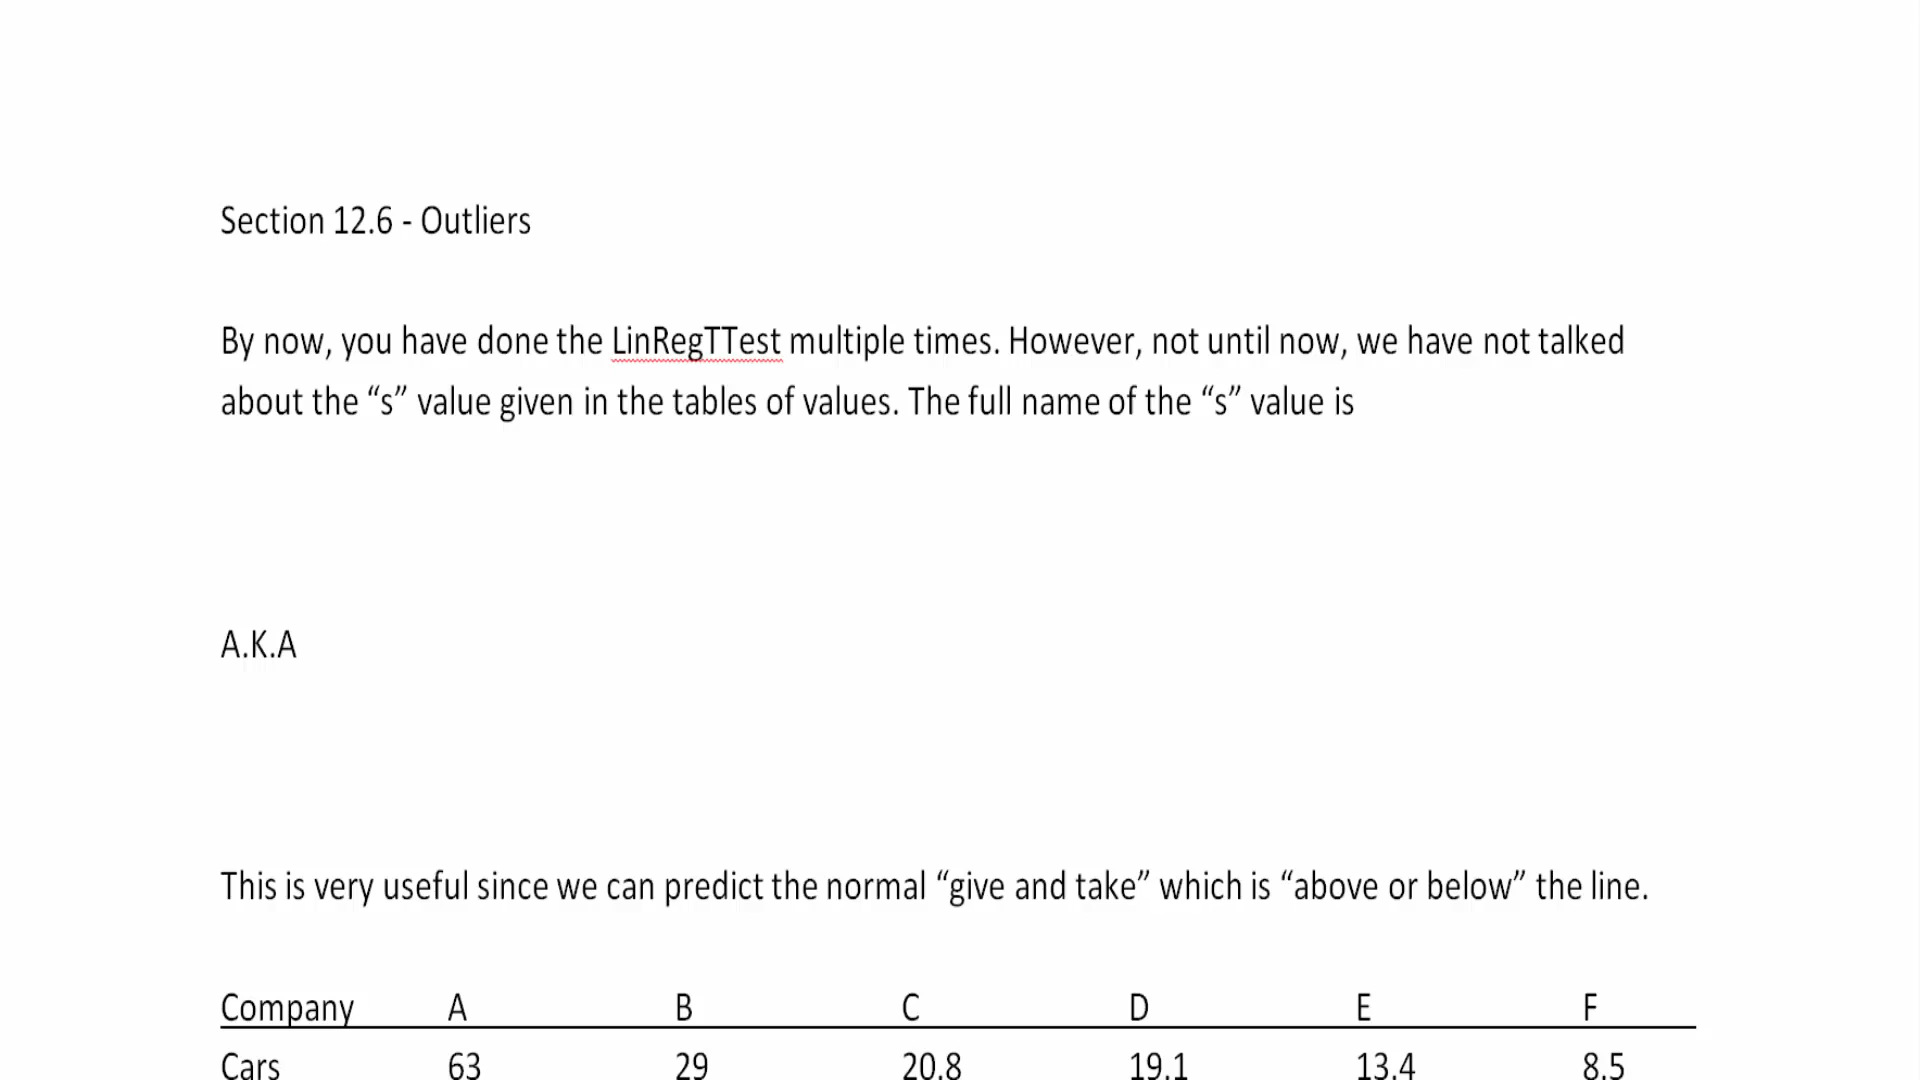 Section 12.6 - Outliers
By now, you have done the LinRegTTest multiple times. However, not until now, we have not talked
about the “s” value given in the tables of values. The full name of the “s” value is
A.K.A
This is very useful since we can predict the normal “give and take” which is “above or below” the line.
Company A B C D E F
Cars 63 29 20.8 19.1 13.4 8.5